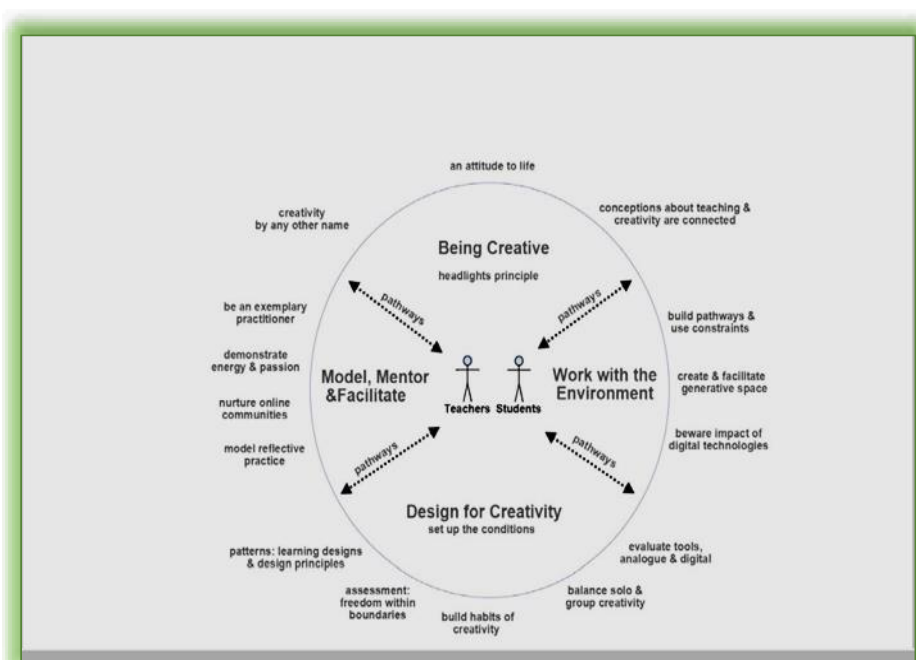 an attitude to life
creativity
by any other name
conceptions about teaching &
creativity are connected
Being Creative
headlights principle
pathways
pathways
be an exemplary
practitioner
build pathways &
use constraints
demonstrate
energy & passion
Model, Mentor
&Facilitate
Teachers
Students
Work with the
Environment
create & facilitate
generative space
nurture online
communities
beware impact of
digital technologies
model reflective
practice
pathways
pathways
Design for Creativity
set up the conditions
patterns: learning designs
& design principles
evaluate tools,
analogue & digital
assessment:
freedom within
boundaries
balance solo &
group creativity
build habits of
creativity